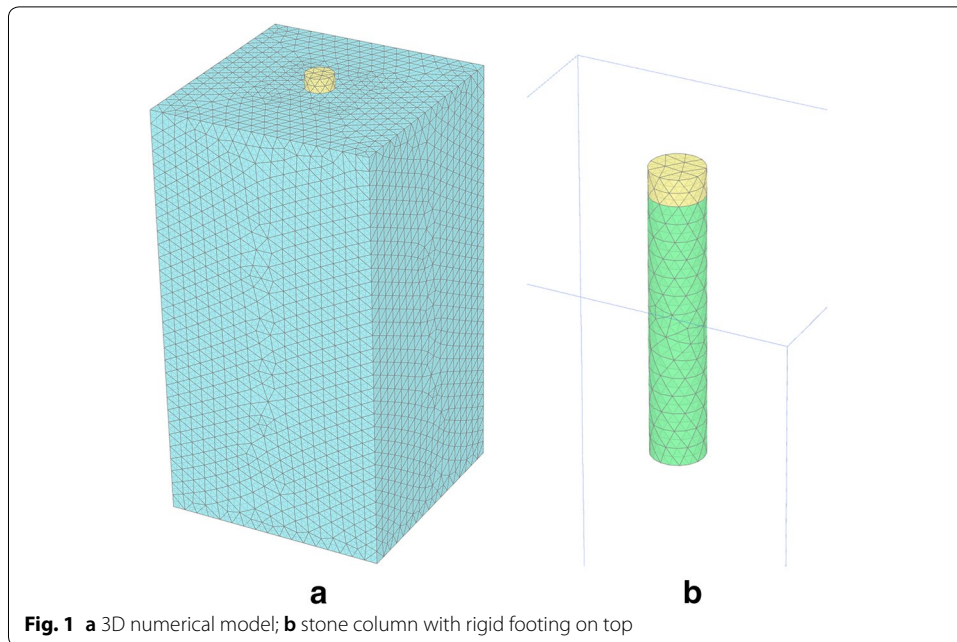 a
b
Fig. 1 a 3D numerical model; b stone column with rigid footing on top